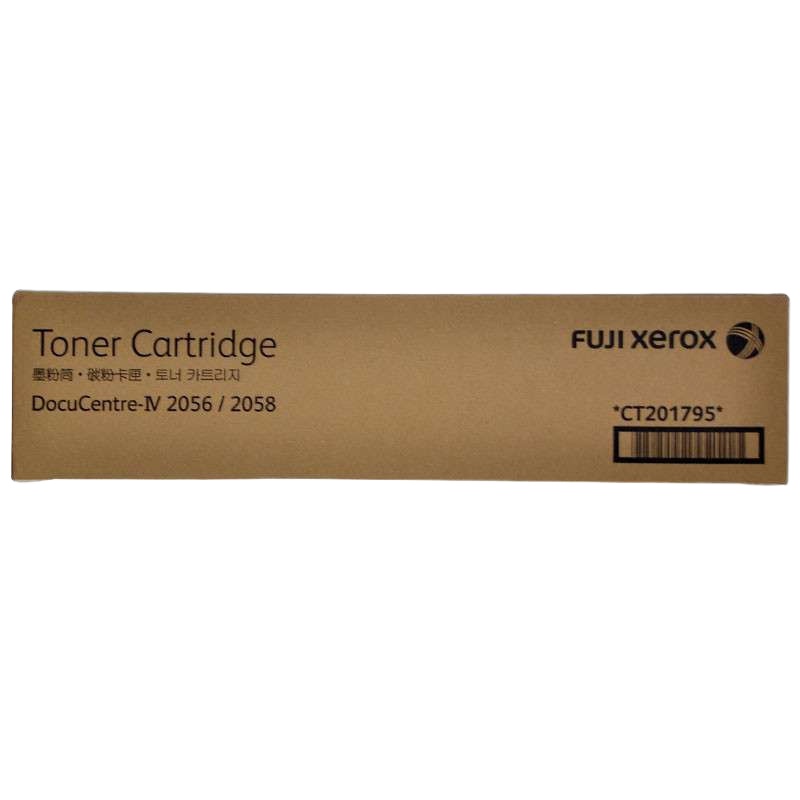 Toner Cartridge
墨粉筒・碳粉卡匣・토너 카트리지
DocuCentre-IV 2056 / 2058
FUJI xerox
*CT201795*